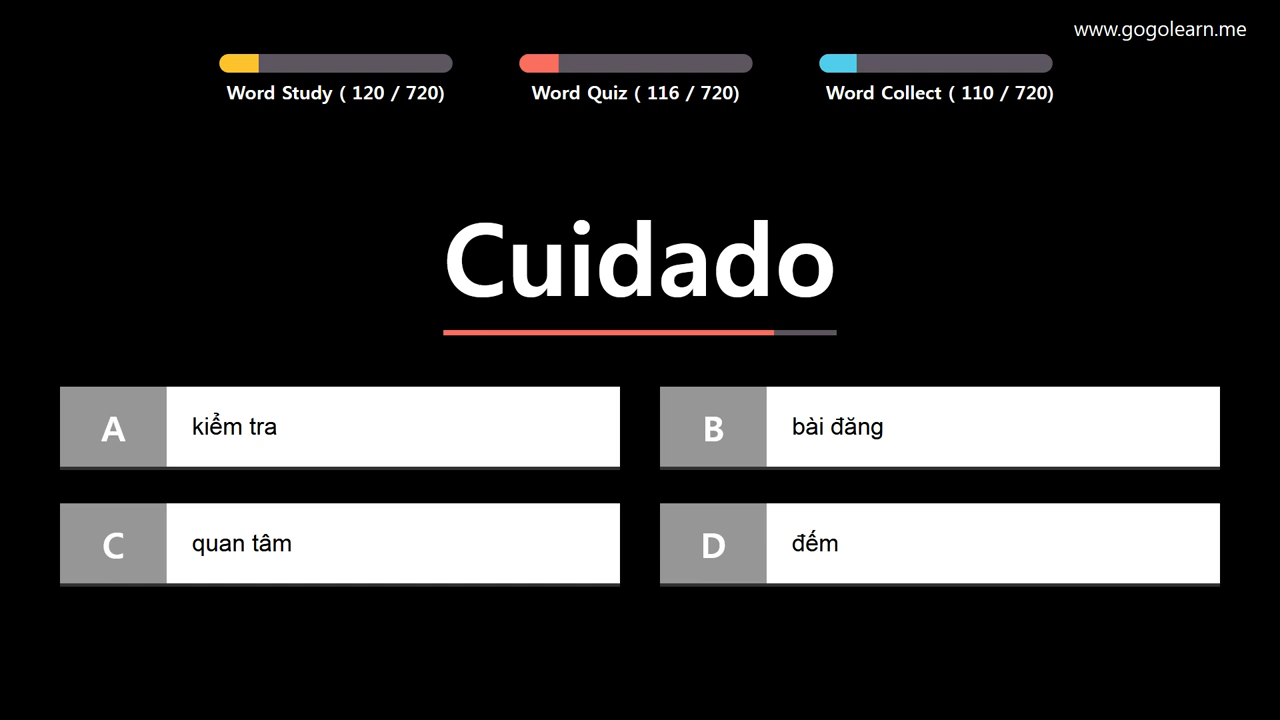 www.gogolearn.me
Word Study ( 120 / 720)
Word Quiz ( 116 / 720)
Word Collect ( 110 / 720)
Cuidado
A
kiểm tra
B
bài đăng
C
quan tâm
D
đếm